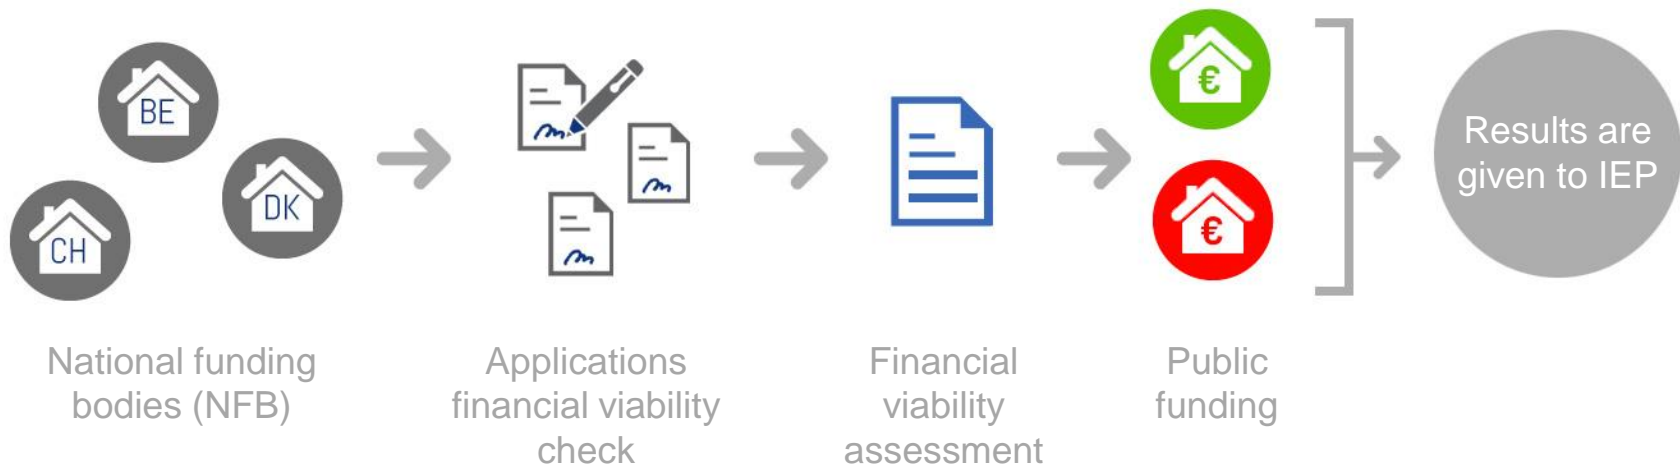 BE
DK
CH
€
€
Results are
given to IEP
National funding
bodies (NFB)
Applications
financial viability
check
Financial
viability
assessment
Public
funding